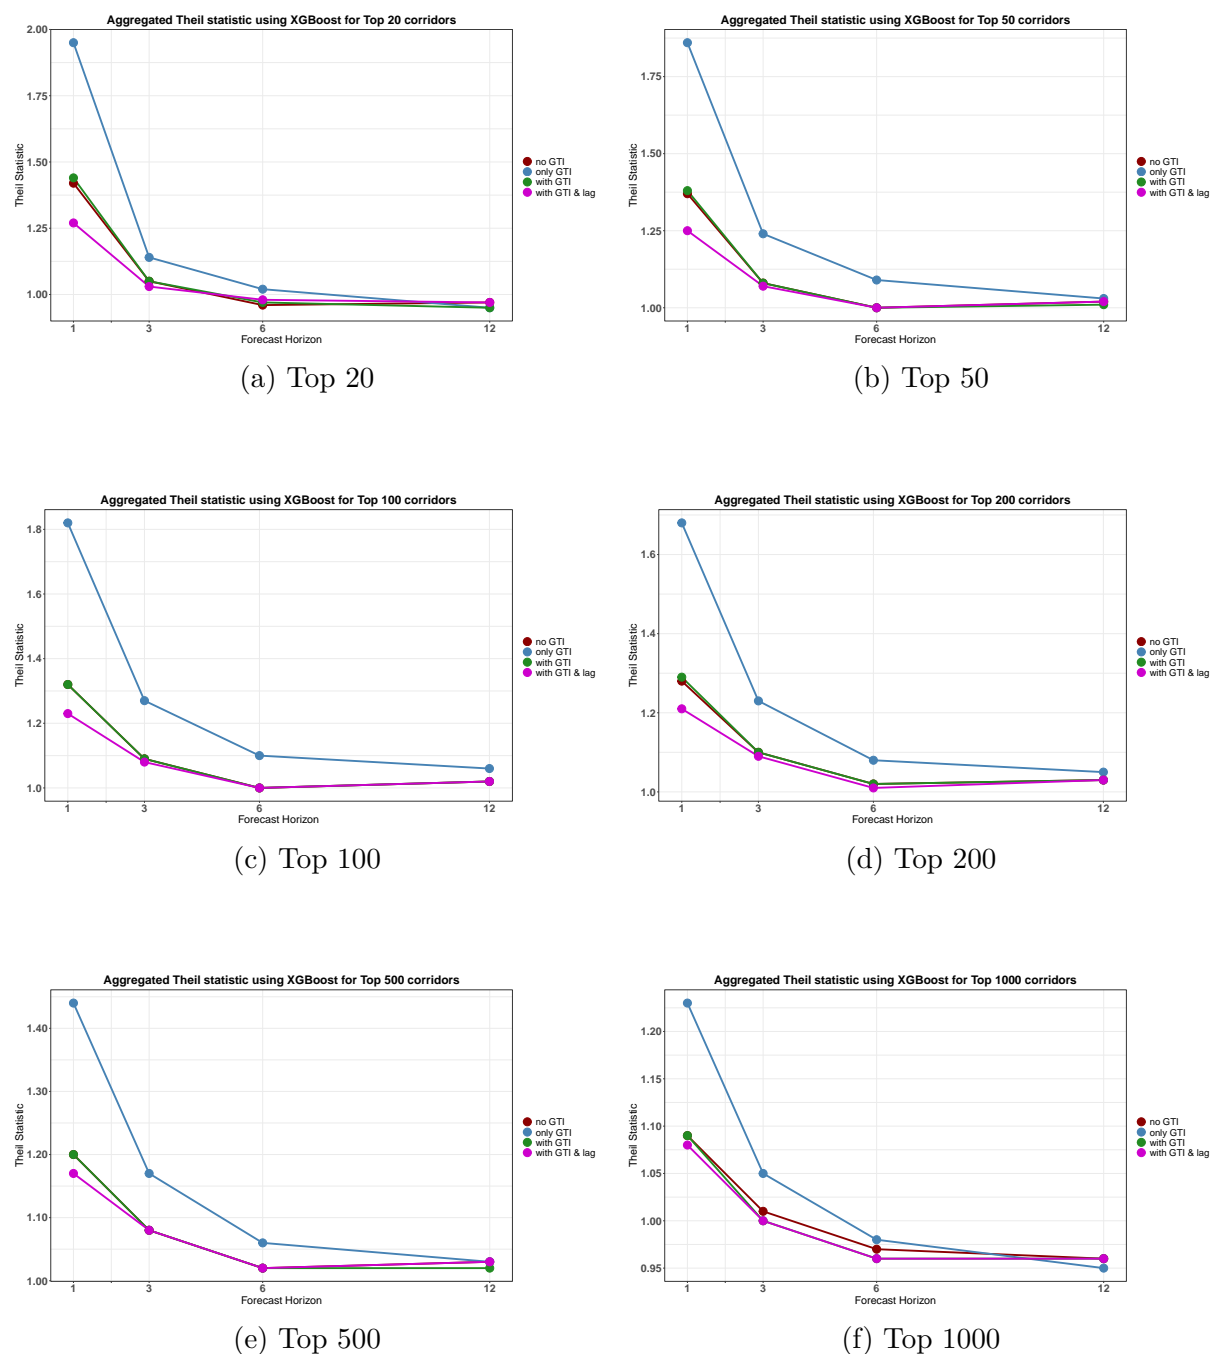 Aggregated Theil statistic using XGBoost for Top 20 corridors
Theil Statistic
2.00
1.75
1.50
1.25
1.00
1 3 6 12
Forecast Horizon
no GTI
only GTI
with GTI
with GTI & lag
(a) Top 20
Aggregated Theil statistic using XGBoost for Top 50 corridors
Theil Statistic
1.75
1.50
1.25
1.00
1 3 6 12
Forecast Horizon
no GTI
only GTI
with GTI
with GTI & lag
(b) Top 50
Aggregated Theil statistic using XGBoost for Top 100 corridors
Theil Statistic
1.8
1.6
1.4
1.2
1.0
1 3 6 12
Forecast Horizon
no GTI
only GTI
with GTI
with GTI & lag
(c) Top 100
Aggregated Theil statistic using XGBoost for Top 200 corridors
Theil Statistic
1.6
1.4
1.2
1.0
1 3 6 12
Forecast Horizon
no GTI
only GTI
with GTI
with GTI & lag
(d) Top 200
Aggregated Theil statistic using XGBoost for Top 500 corridors
Theil Statistic
1.40
1.30
1.20
1.10
1.00
1 3 6 12
Forecast Horizon
no GTI
only GTI
with GTI
with GTI & lag
(e) Top 500
Aggregated Theil statistic using XGBoost for Top 1000 corridors
Theil Statistic
1.20
1.15
1.10
1.05
1.00
0.95
1 3 6 12
Forecast Horizon
no GTI
only GTI
with GTI
with GTI & lag
(f) Top 1000